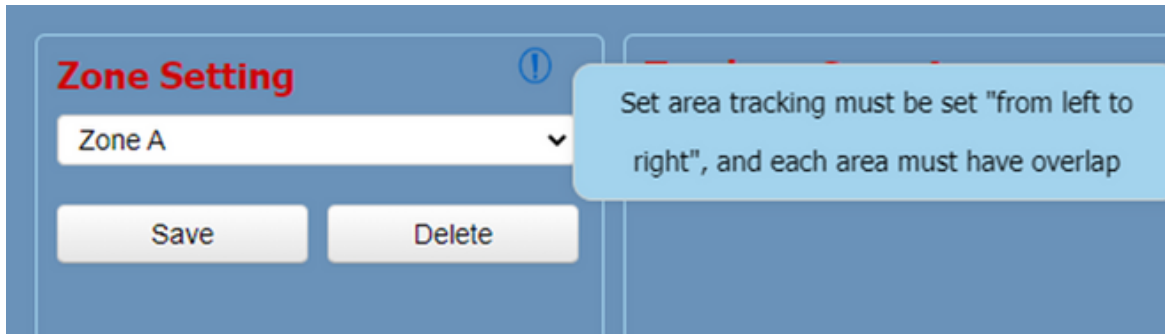 Zone Setting
Zone A
Save
Delete
Set area tracking must be set "from left to
right", and each area must have overlap